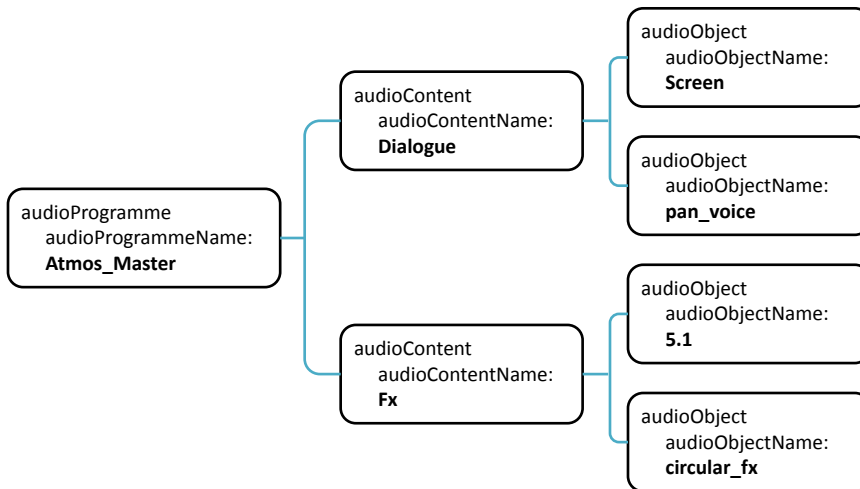 audioProgramme
audioProgrammeName:
Atmos_Master
audioContent
audioContentName:
Dialogue
audioObject
audioObjectName:
Screen
audioObject
audioObjectName:
pan_voice
audioContent
audioContentName:
Fx
audioObject
audioObjectName:
5.1
audioObject
audioObjectName:
circular_fx